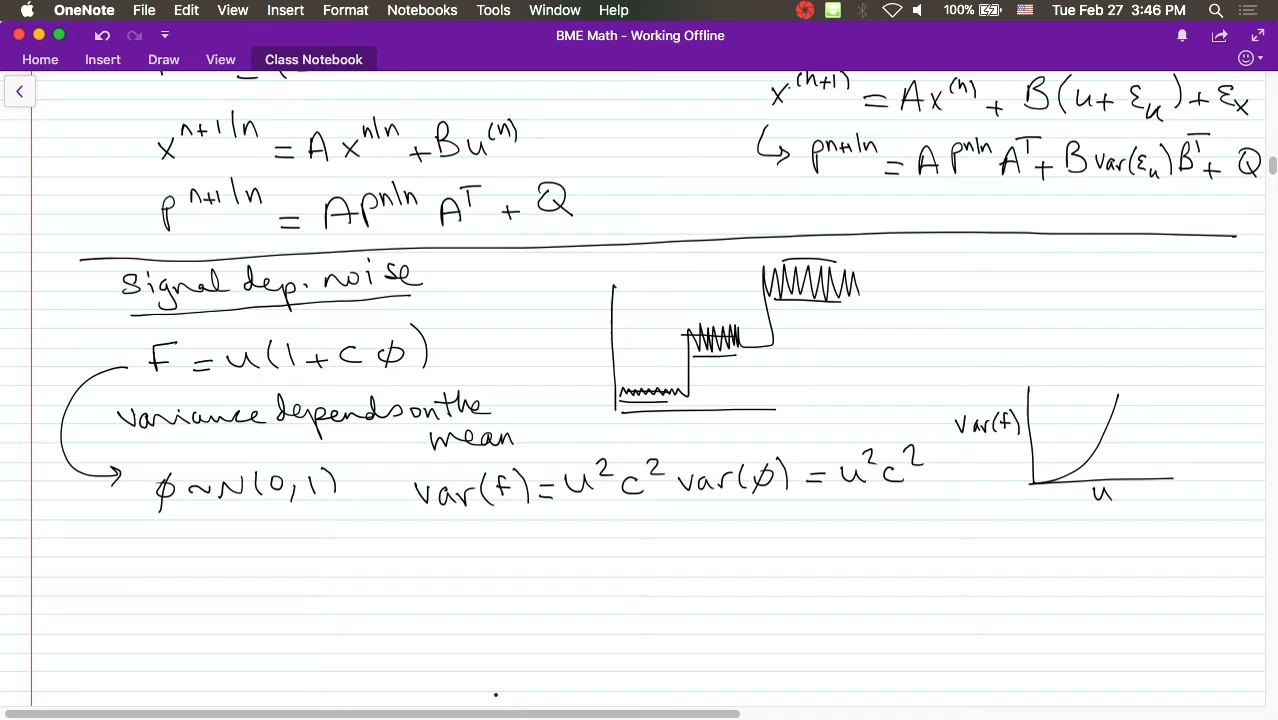 OneNote File Edit View Insert Format Notebooks Tools Window Help 100% Tue Feb 27 3:46 PM
BME Math - Working Offline
Home Insert Draw View Class Notebook
x^(n+1) = A x^(n) + B(u + ε_u) + ε_x
x^n+1|n = A x^n|n + B u^(n)
p^n+1|n = A p^n|n A^T + B var(ε_u) B^T + Q
p^n+1|n = A p^n|n A^T + Q
Signal dep. noise
F = u(1 + c φ)
variance depends on the
mean
var(f)
φ ~ N(0,1) var(f) = u² c² var(φ) = u² c²
u